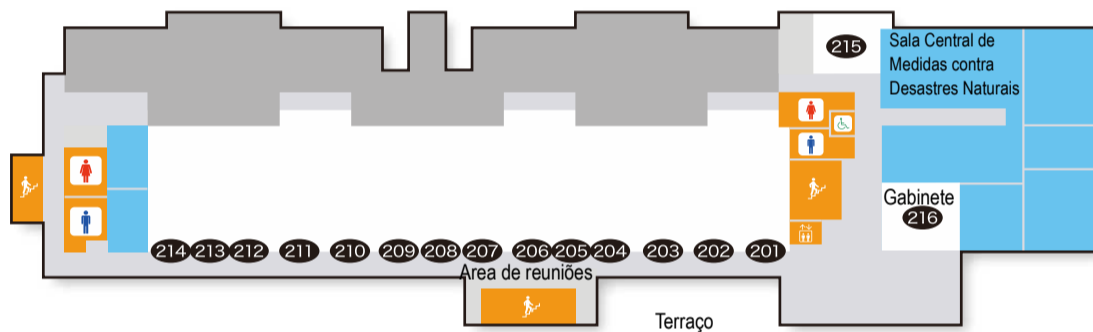 215
Sala Central de
Medidas contra
Desastres Naturais
Gabinete
216
214 213 212 211 210 209 208 207 206 205 204 203 202 201
Area de reuniões
Terraço